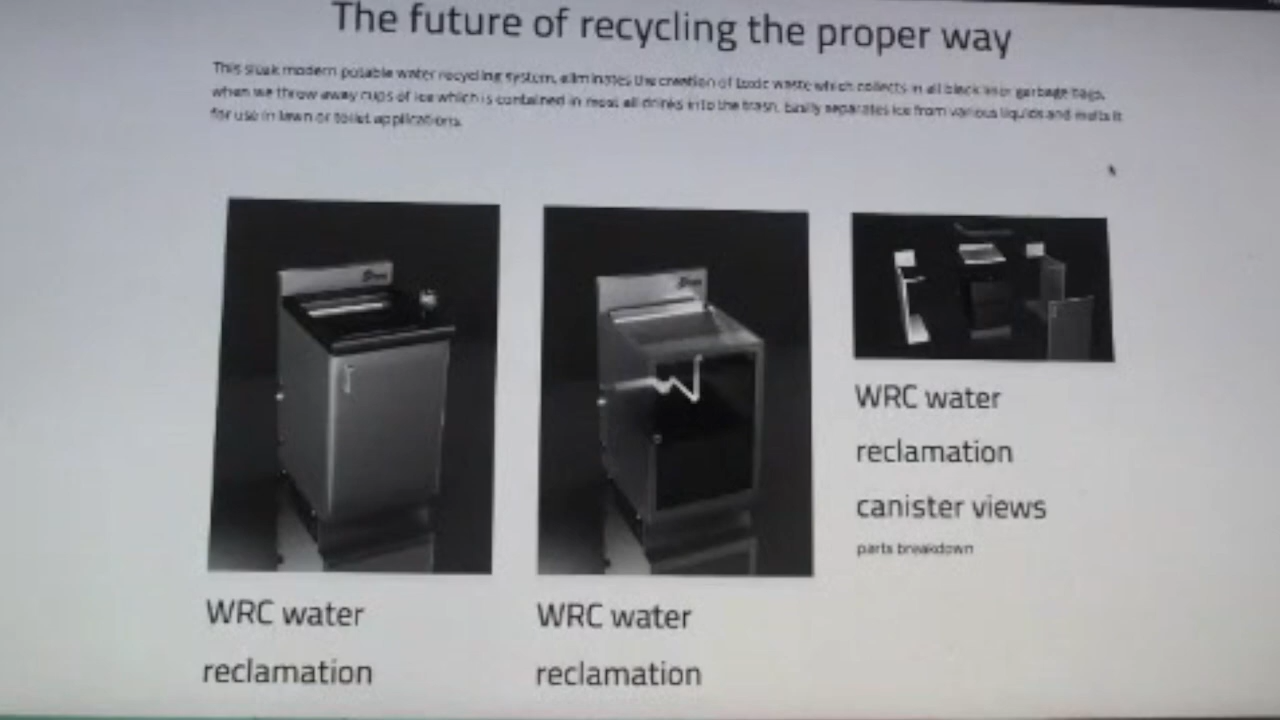 The future of recycling the proper way
This sleak modern potable water recycling system, eliminates the creation of toxic waste which collects in all black liner garbage bags,
when we throw away cups of ice which is contained in most all drinks into the trash. Easily separates ice from various liquids and melts it
for use in lawn or toilet applications.
WRC water
reclamation
canister views
parts breakdown
WRC water
reclamation
WRC water
reclamation